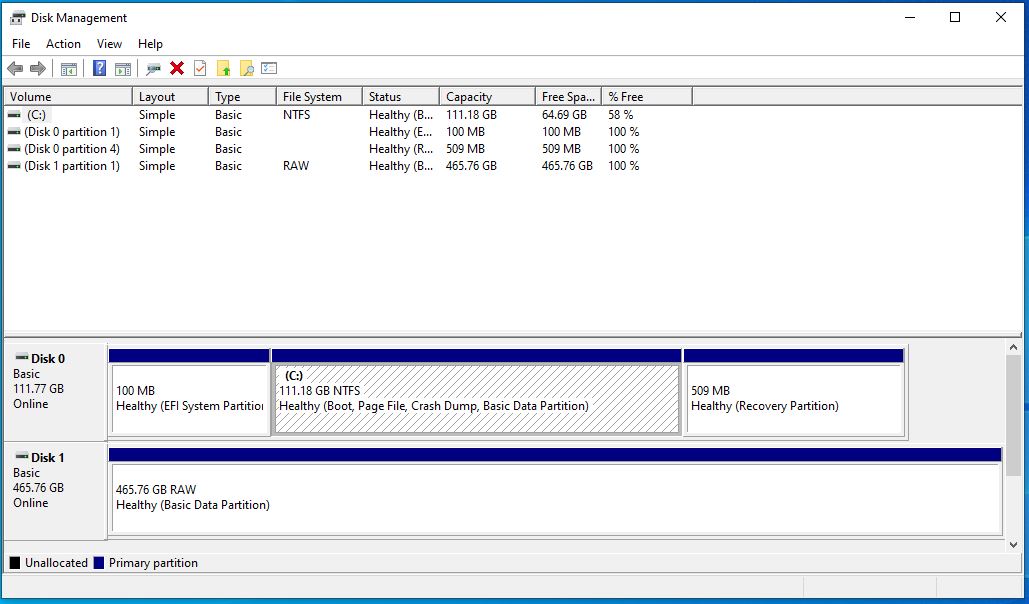 Disk Management
File Action View Help
Volume Layout Type File System Status Capacity Free Spa... % Free
(C:) Simple Basic NTFS Healthy (B... 111.18 GB 64.69 GB 58 %
(Disk 0 partition 1) Simple Basic Healthy (E... 100 MB 100 MB 100 %
(Disk 0 partition 4) Simple Basic Healthy (R... 509 MB 509 MB 100 %
(Disk 1 partition 1) Simple Basic RAW Healthy (B... 465.76 GB 465.76 GB 100 %
Disk 0
Basic
111.77 GB
Online
100 MB
Healthy (EFI System Partitior
(C:)
111.18 GB NTFS
Healthy (Boot, Page File, Crash Dump, Basic Data Partition)
509 MB
Healthy (Recovery Partition)
Disk 1
Basic
465.76 GB
Online
465.76 GB RAW
Healthy (Basic Data Partition)
Unallocated Primary partition